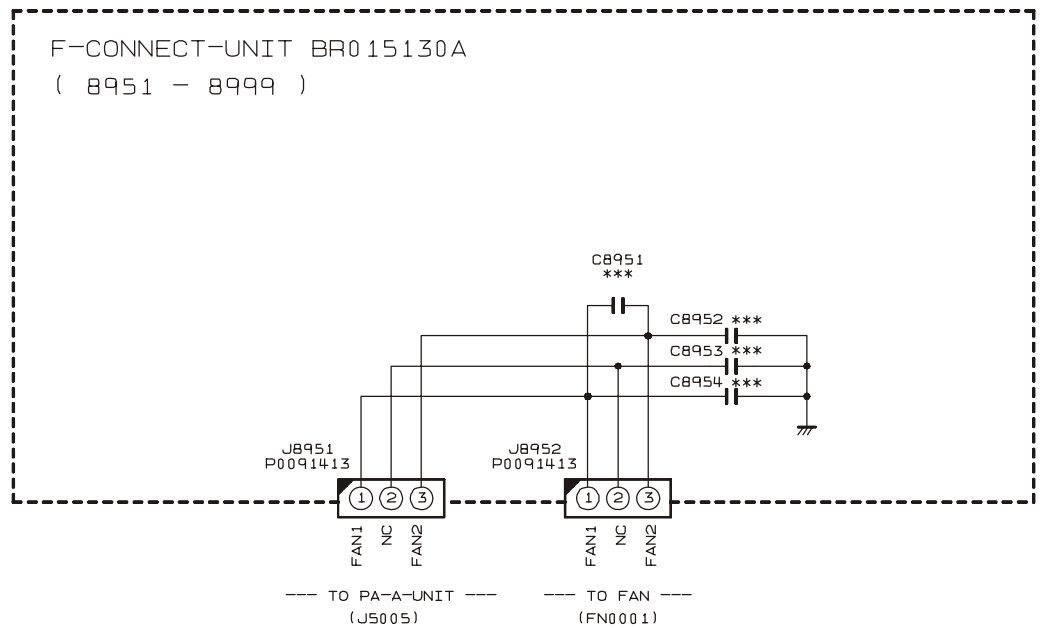 F-CONNECT-UNIT BR015130A
( 8951 - 8999 )
C8951
***
C8952 ***
C8953 ***
C8954 ***
J8951
P0091413
J8952
P0091413
1 2 3
1 2 3
FAN1
NC
FAN2
FAN1
NC
FAN2
--- TO PA-A-UNIT ---
(J5005)
--- TO FAN ---
(FN0001)